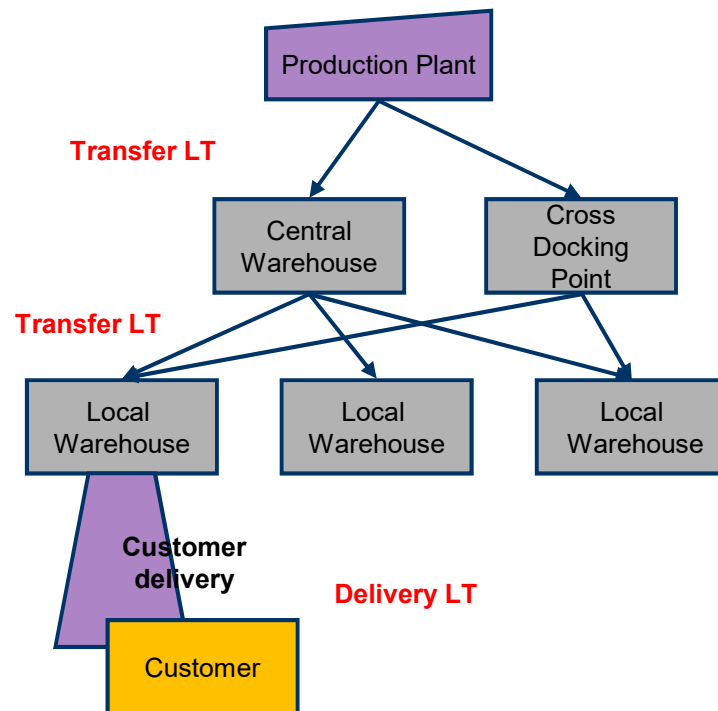 Production Plant
Transfer LT
Central
Warehouse
Cross
Docking
Point
Transfer LT
Local
Warehouse
Local
Warehouse
Local
Warehouse
Customer
delivery
Delivery LT
Customer